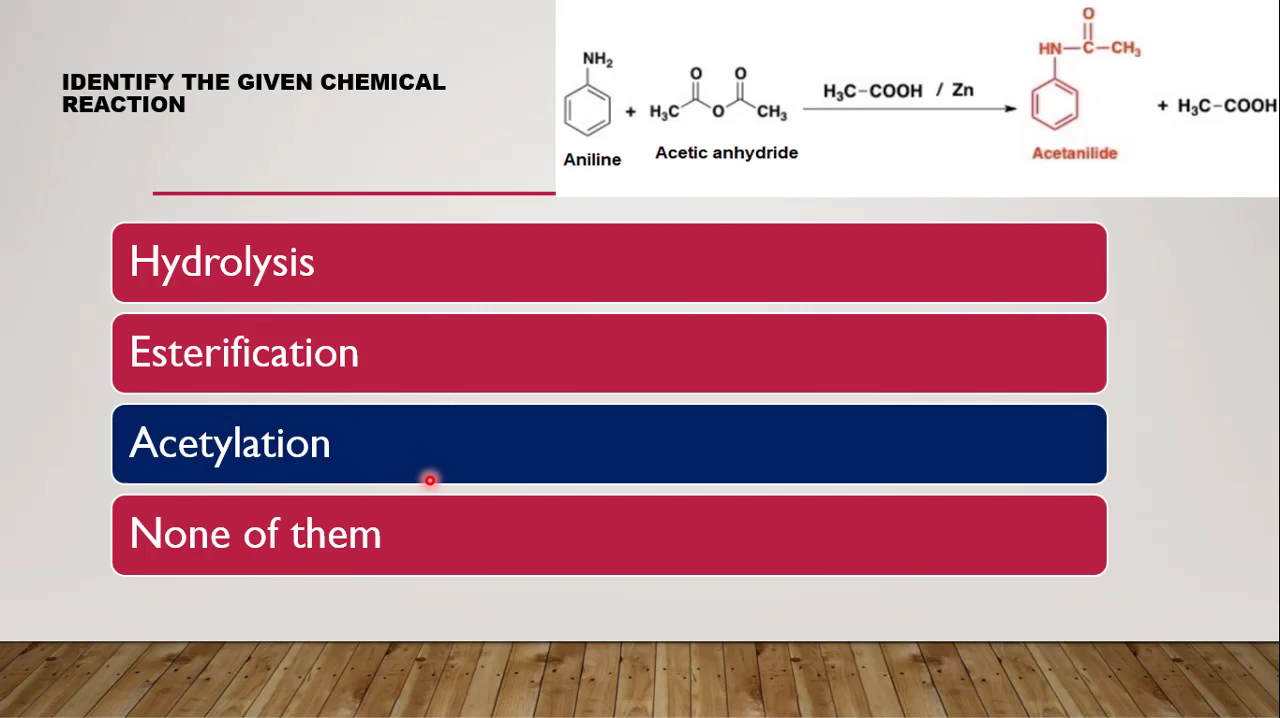 IDENTIFY THE GIVEN CHEMICAL
REACTION
NH₂
+
O O
H₃C O CH₃
H₃C–COOH / Zn
O
HN–C–CH₃
+ H₃C–COOH
Aniline
Acetic anhydride
Acetanilide
Hydrolysis
Esterification
Acetylation
None of them